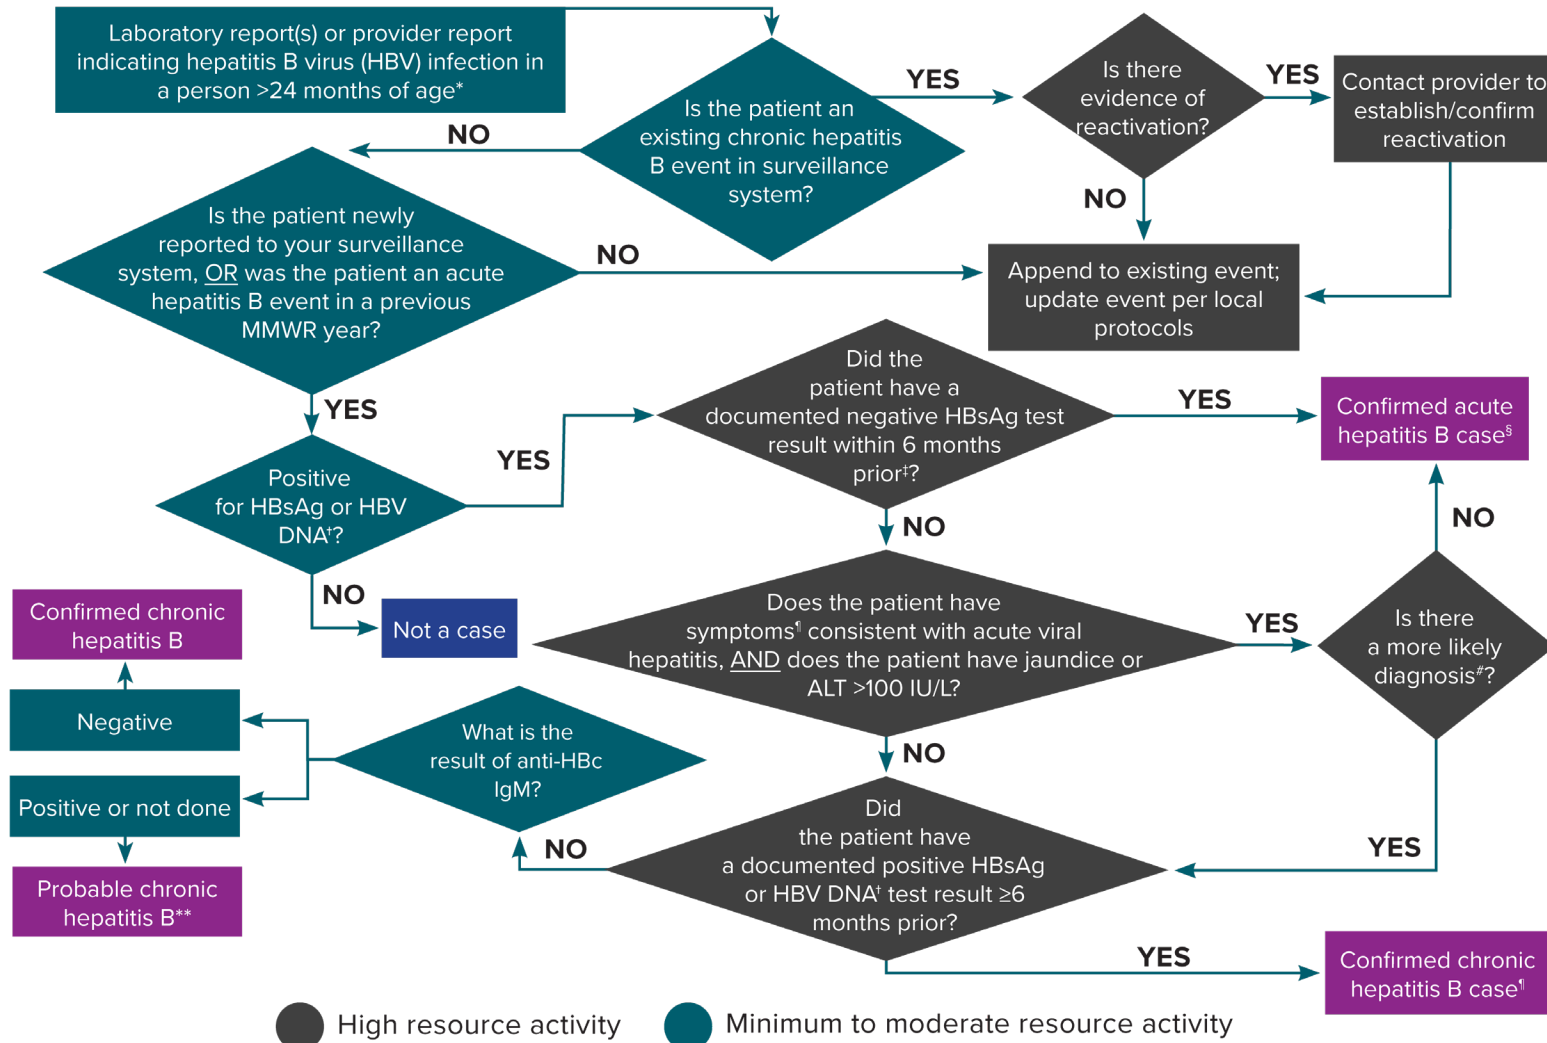 Laboratory report(s) or provider report
indicating hepatitis B virus (HBV) infection in
a person >24 months of age*
Is the patient an
existing chronic hepatitis
B event in surveillance
system?
YES
Is there
evidence of
reactivation?
YES
Contact provider to
establish/confirm
reactivation
NO
NO
Is the patient newly
reported to your surveillance
system, OR was the patient an acute
hepatitis B event in a previous
MMWR year?
NO
Append to existing event;
update event per local
protocols
YES
Positive
for HBsAg or HBV
DNA†?
YES
Did the
patient have a
documented negative HBsAg test
result within 6 months
prior‡?
YES
Confirmed acute
hepatitis B case§
NO
NO
NO
Not a case
Does the patient have
symptoms¶ consistent with acute viral
hepatitis, AND does the patient have jaundice or
ALT >100 IU/L?
YES
Is there
a more likely
diagnosis#?
Confirmed chronic
hepatitis B
Negative
Positive or not done
Probable chronic
hepatitis B**
What is the
result of anti-HBc
IgM?
NO
NO
Did
the patient have
a documented positive HBsAg
or HBV DNA† test result ≥6
months prior?
YES
YES
Confirmed chronic
hepatitis B case¶
High resource activity
Minimum to moderate resource activity